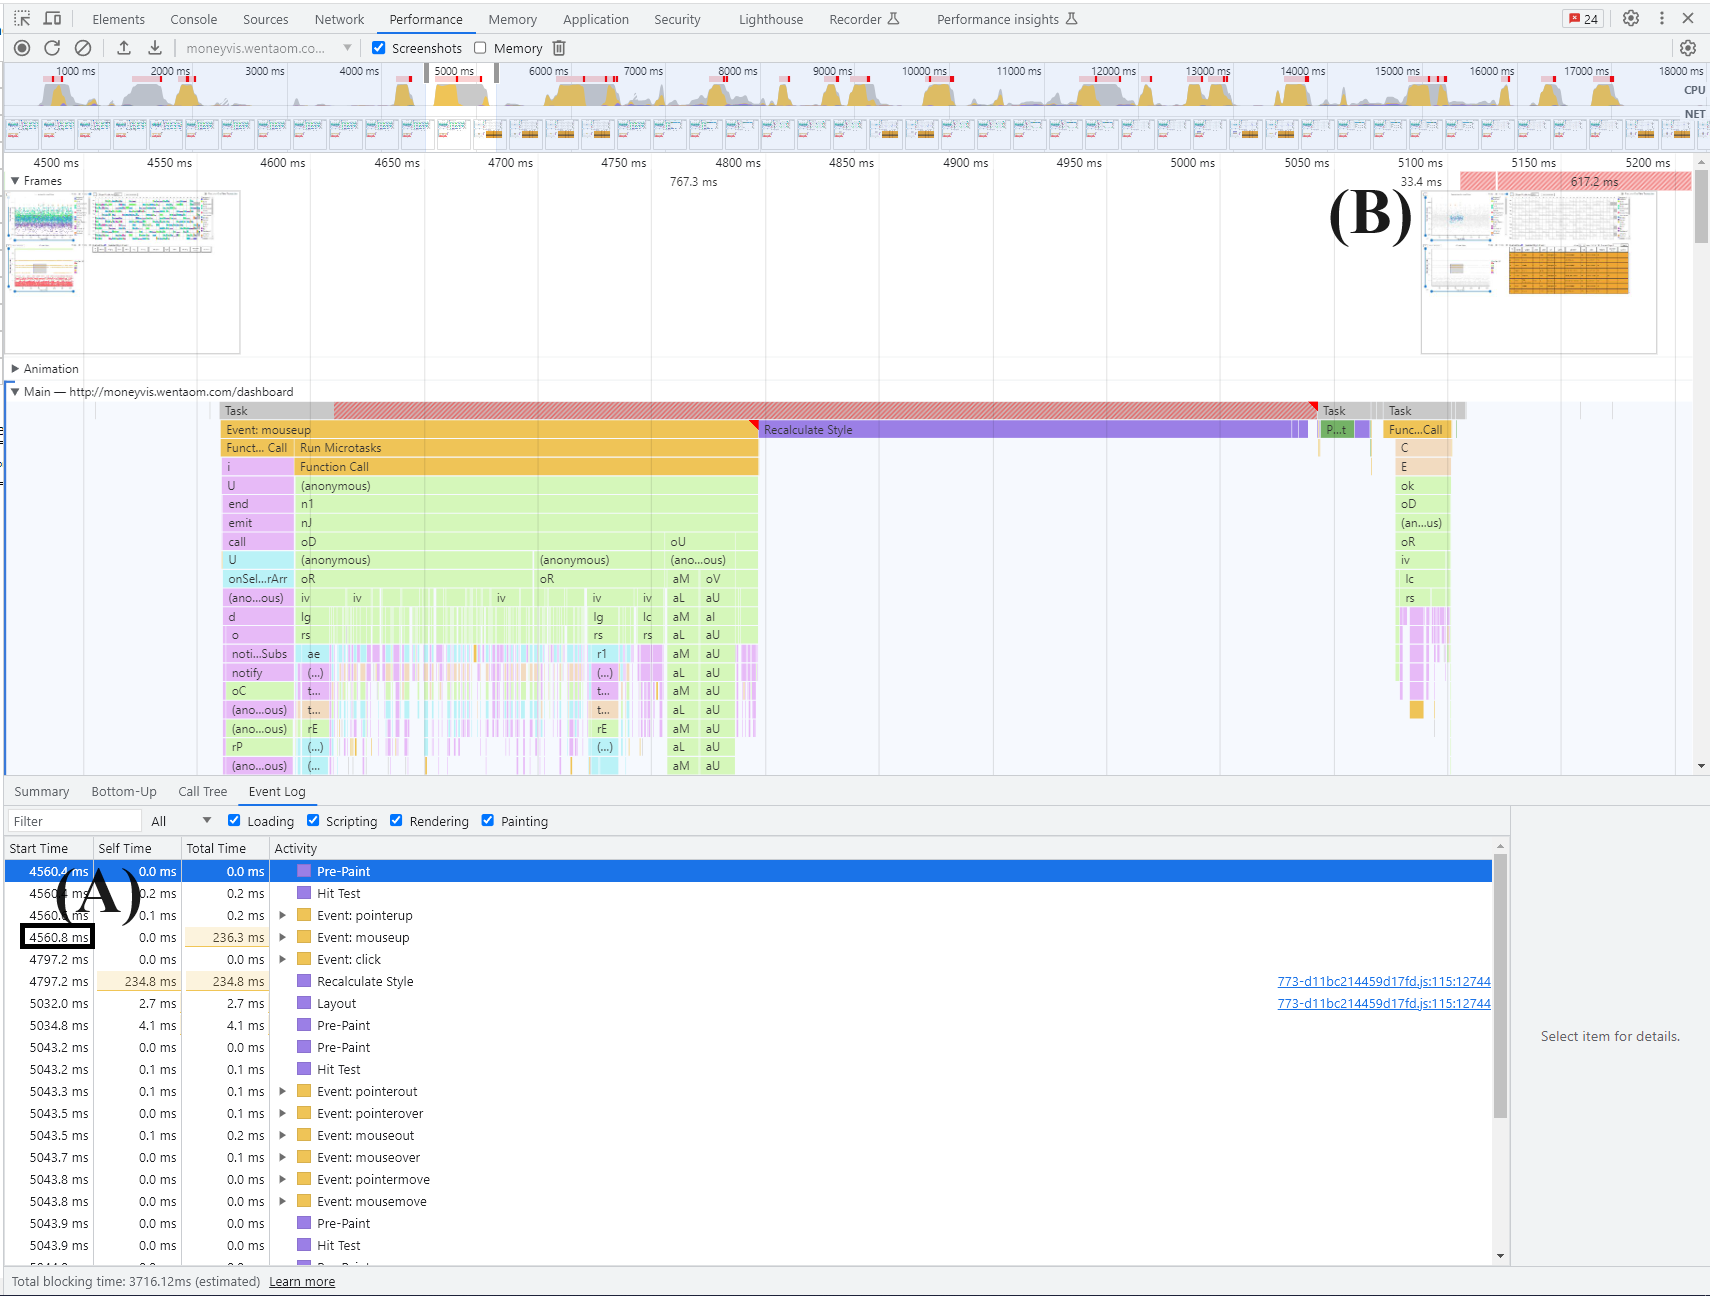 Elements Console Sources Network Performance Memory Application Security Lighthouse Recorder Performance insights 24
moneyvis.wentaom.co... Screenshots Memory
1000 ms 2000 ms 3000 ms 4000 ms 5000 ms 6000 ms 7000 ms 8000 ms 9000 ms 10000 ms 11000 ms 12000 ms 13000 ms 14000 ms 15000 ms 16000 ms 17000 ms 18000 ms
CPU
NET
4500 ms 4550 ms 4600 ms 4650 ms 4700 ms 4750 ms 4800 ms 4850 ms 4900 ms 4950 ms 5000 ms 5050 ms 5100 ms 5150 ms 5200 ms
Frames 767.3 ms 33.4 ms 617.2 ms
(B)
Animation
Main — http://moneyvis.wentaom.com/dashboard
Task Task Task
Event: mouseup Recalculate Style P...t Func...Call
Funct... Call Run Microtasks C
i Function Call E
U (anonymous) ok
end n1 oD
emit nJ (an...us)
call oD oU oR
U (anonymous) (anonymous) (ano...ous) iv
onSel...rArr oR oR aM oV lc
(ano...ous) iv iv iv iv iv aL aU rs
d lg lg lc aM aI
o rs rs rs aL aU
noti...Subs ae r1 aM aU
notify (...) (...) aL aU
oC t... t... aM aU
(ano...ous) t... t... aL aU
(ano...ous) rE rE aM aU
rP (...) (...) aL aU
(ano...ous) (... aM aU
Summary Bottom-Up Call Tree Event Log
Filter All Loading Scripting Rendering Painting
Start Time Self Time Total Time Activity
4560.4 ms 0.0 ms 0.0 ms Pre-Paint
(A)
4560.4 ms 0.2 ms 0.2 ms Hit Test
0.1 ms 0.2 ms Event: pointerup
4560.8 ms 0.0 ms 236.3 ms Event: mouseup
4797.2 ms 0.0 ms 0.0 ms Event: click
4797.2 ms 234.8 ms 234.8 ms Recalculate Style 773-d11bc214459d17fd.js:115:12744
5032.0 ms 2.7 ms 2.7 ms Layout 773-d11bc214459d17fd.js:115:12744
5034.8 ms 4.1 ms 4.1 ms Pre-Paint
5043.2 ms 0.0 ms 0.0 ms Pre-Paint
5043.2 ms 0.1 ms 0.1 ms Hit Test
5043.3 ms 0.1 ms 0.1 ms Event: pointerout
5043.5 ms 0.0 ms 0.1 ms Event: pointerover
5043.5 ms 0.1 ms 0.2 ms Event: mouseout
5043.7 ms 0.0 ms 0.1 ms Event: mouseover
5043.8 ms 0.0 ms 0.0 ms Event: pointermove
5043.8 ms 0.0 ms 0.0 ms Event: mousemove
5043.9 ms 0.0 ms 0.0 ms Pre-Paint
5043.9 ms 0.0 ms 0.0 ms Hit Test
Select item for details.
Total blocking time: 3716.12ms (estimated) Learn more